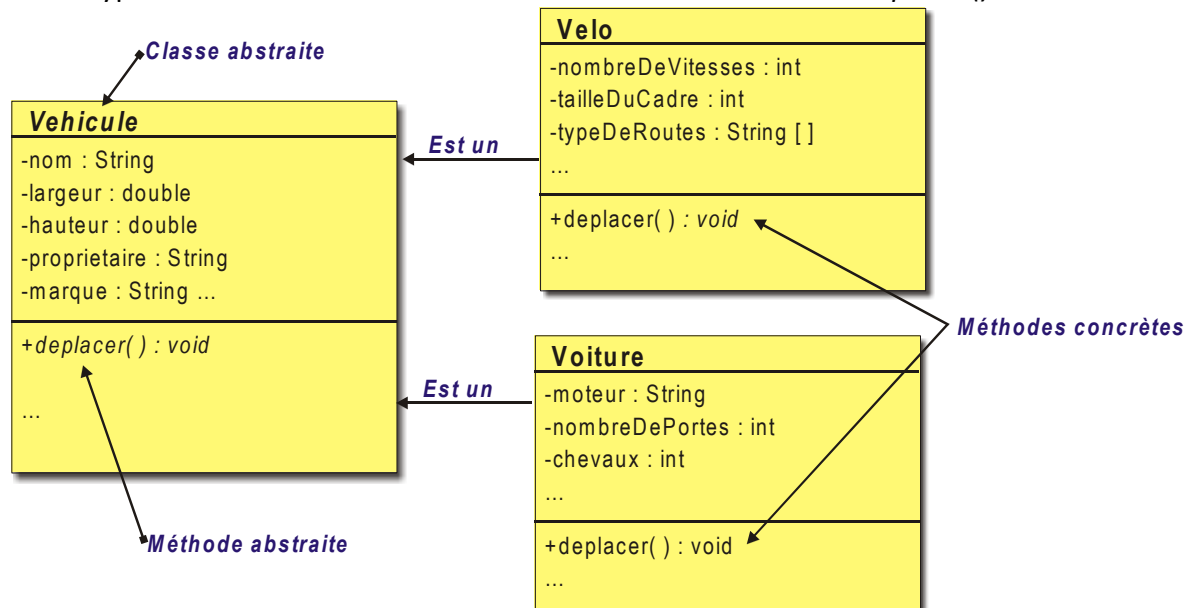 Classe abstraite
Vehicule
-nom : String
-largeur : double
-hauteur : double
-proprietaire : String
-marque : String ...
+deplacer( ) : void
...
Méthode abstraite
Est un
Est un
Velo
-nombreDeVitesses : int
-tailleDuCadre : int
-typeDeRoutes : String [ ]
...
+deplacer( ) : void
...
Voiture
-moteur : String
-nombreDePortes : int
-chevaux : int
...
+deplacer( ) : void
...
Méthodes concrètes